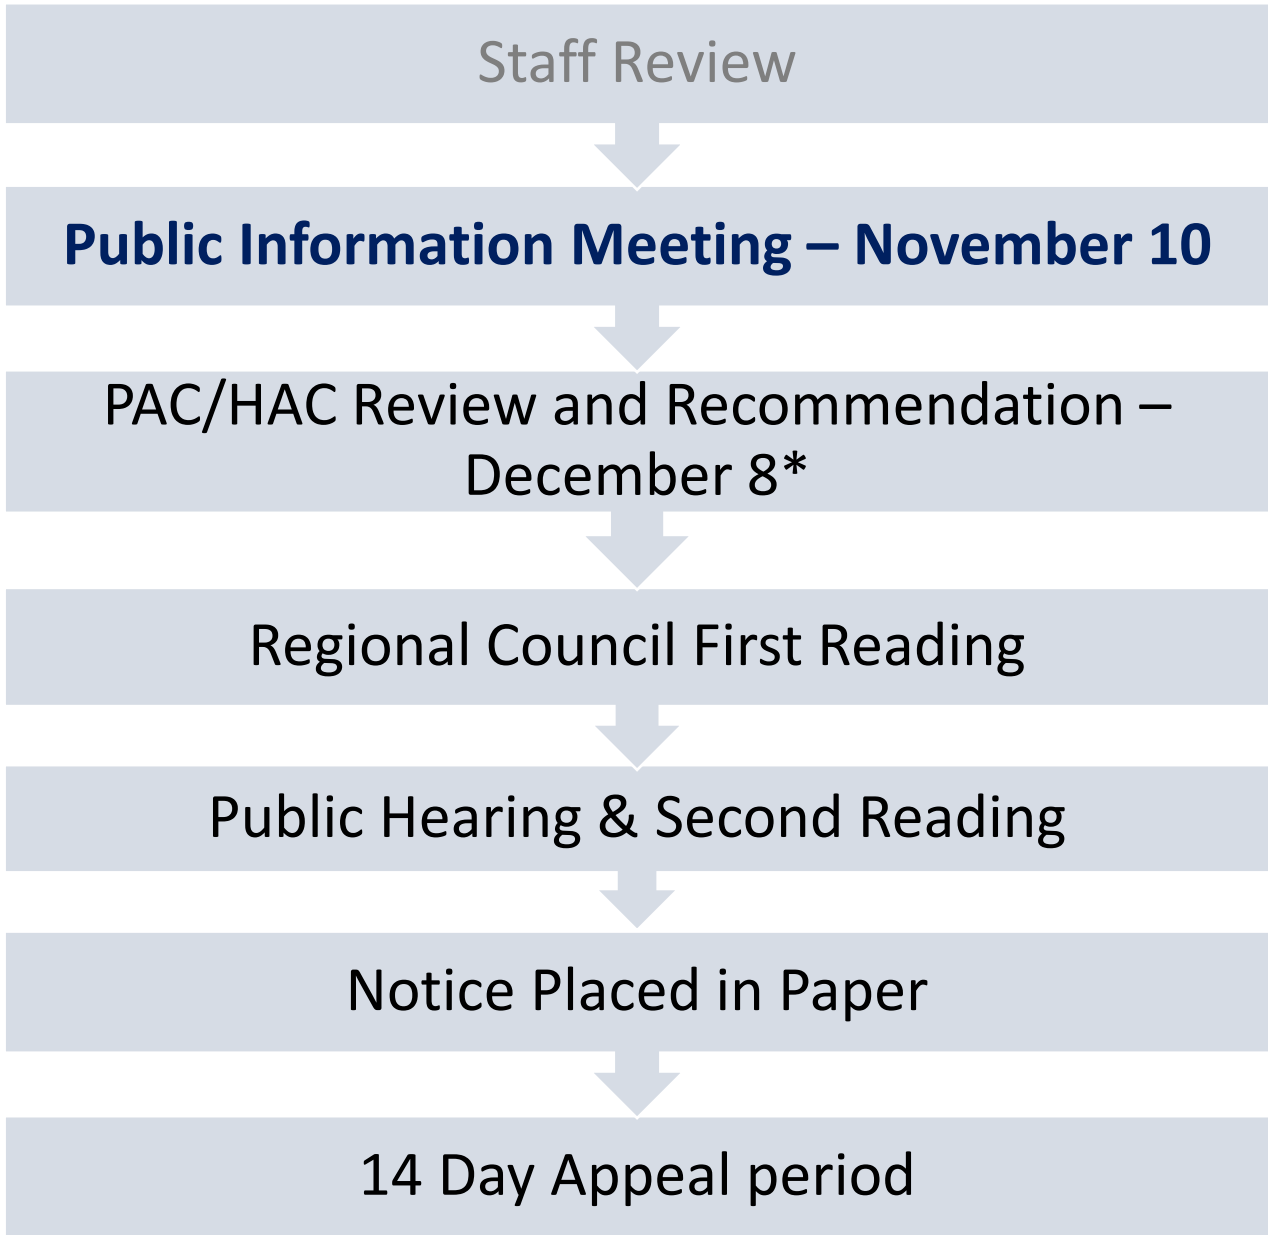 Staff Review
Public Information Meeting – November 10
PAC/HAC Review and Recommendation –
December 8*
Regional Council First Reading
Public Hearing & Second Reading
Notice Placed in Paper
14 Day Appeal period